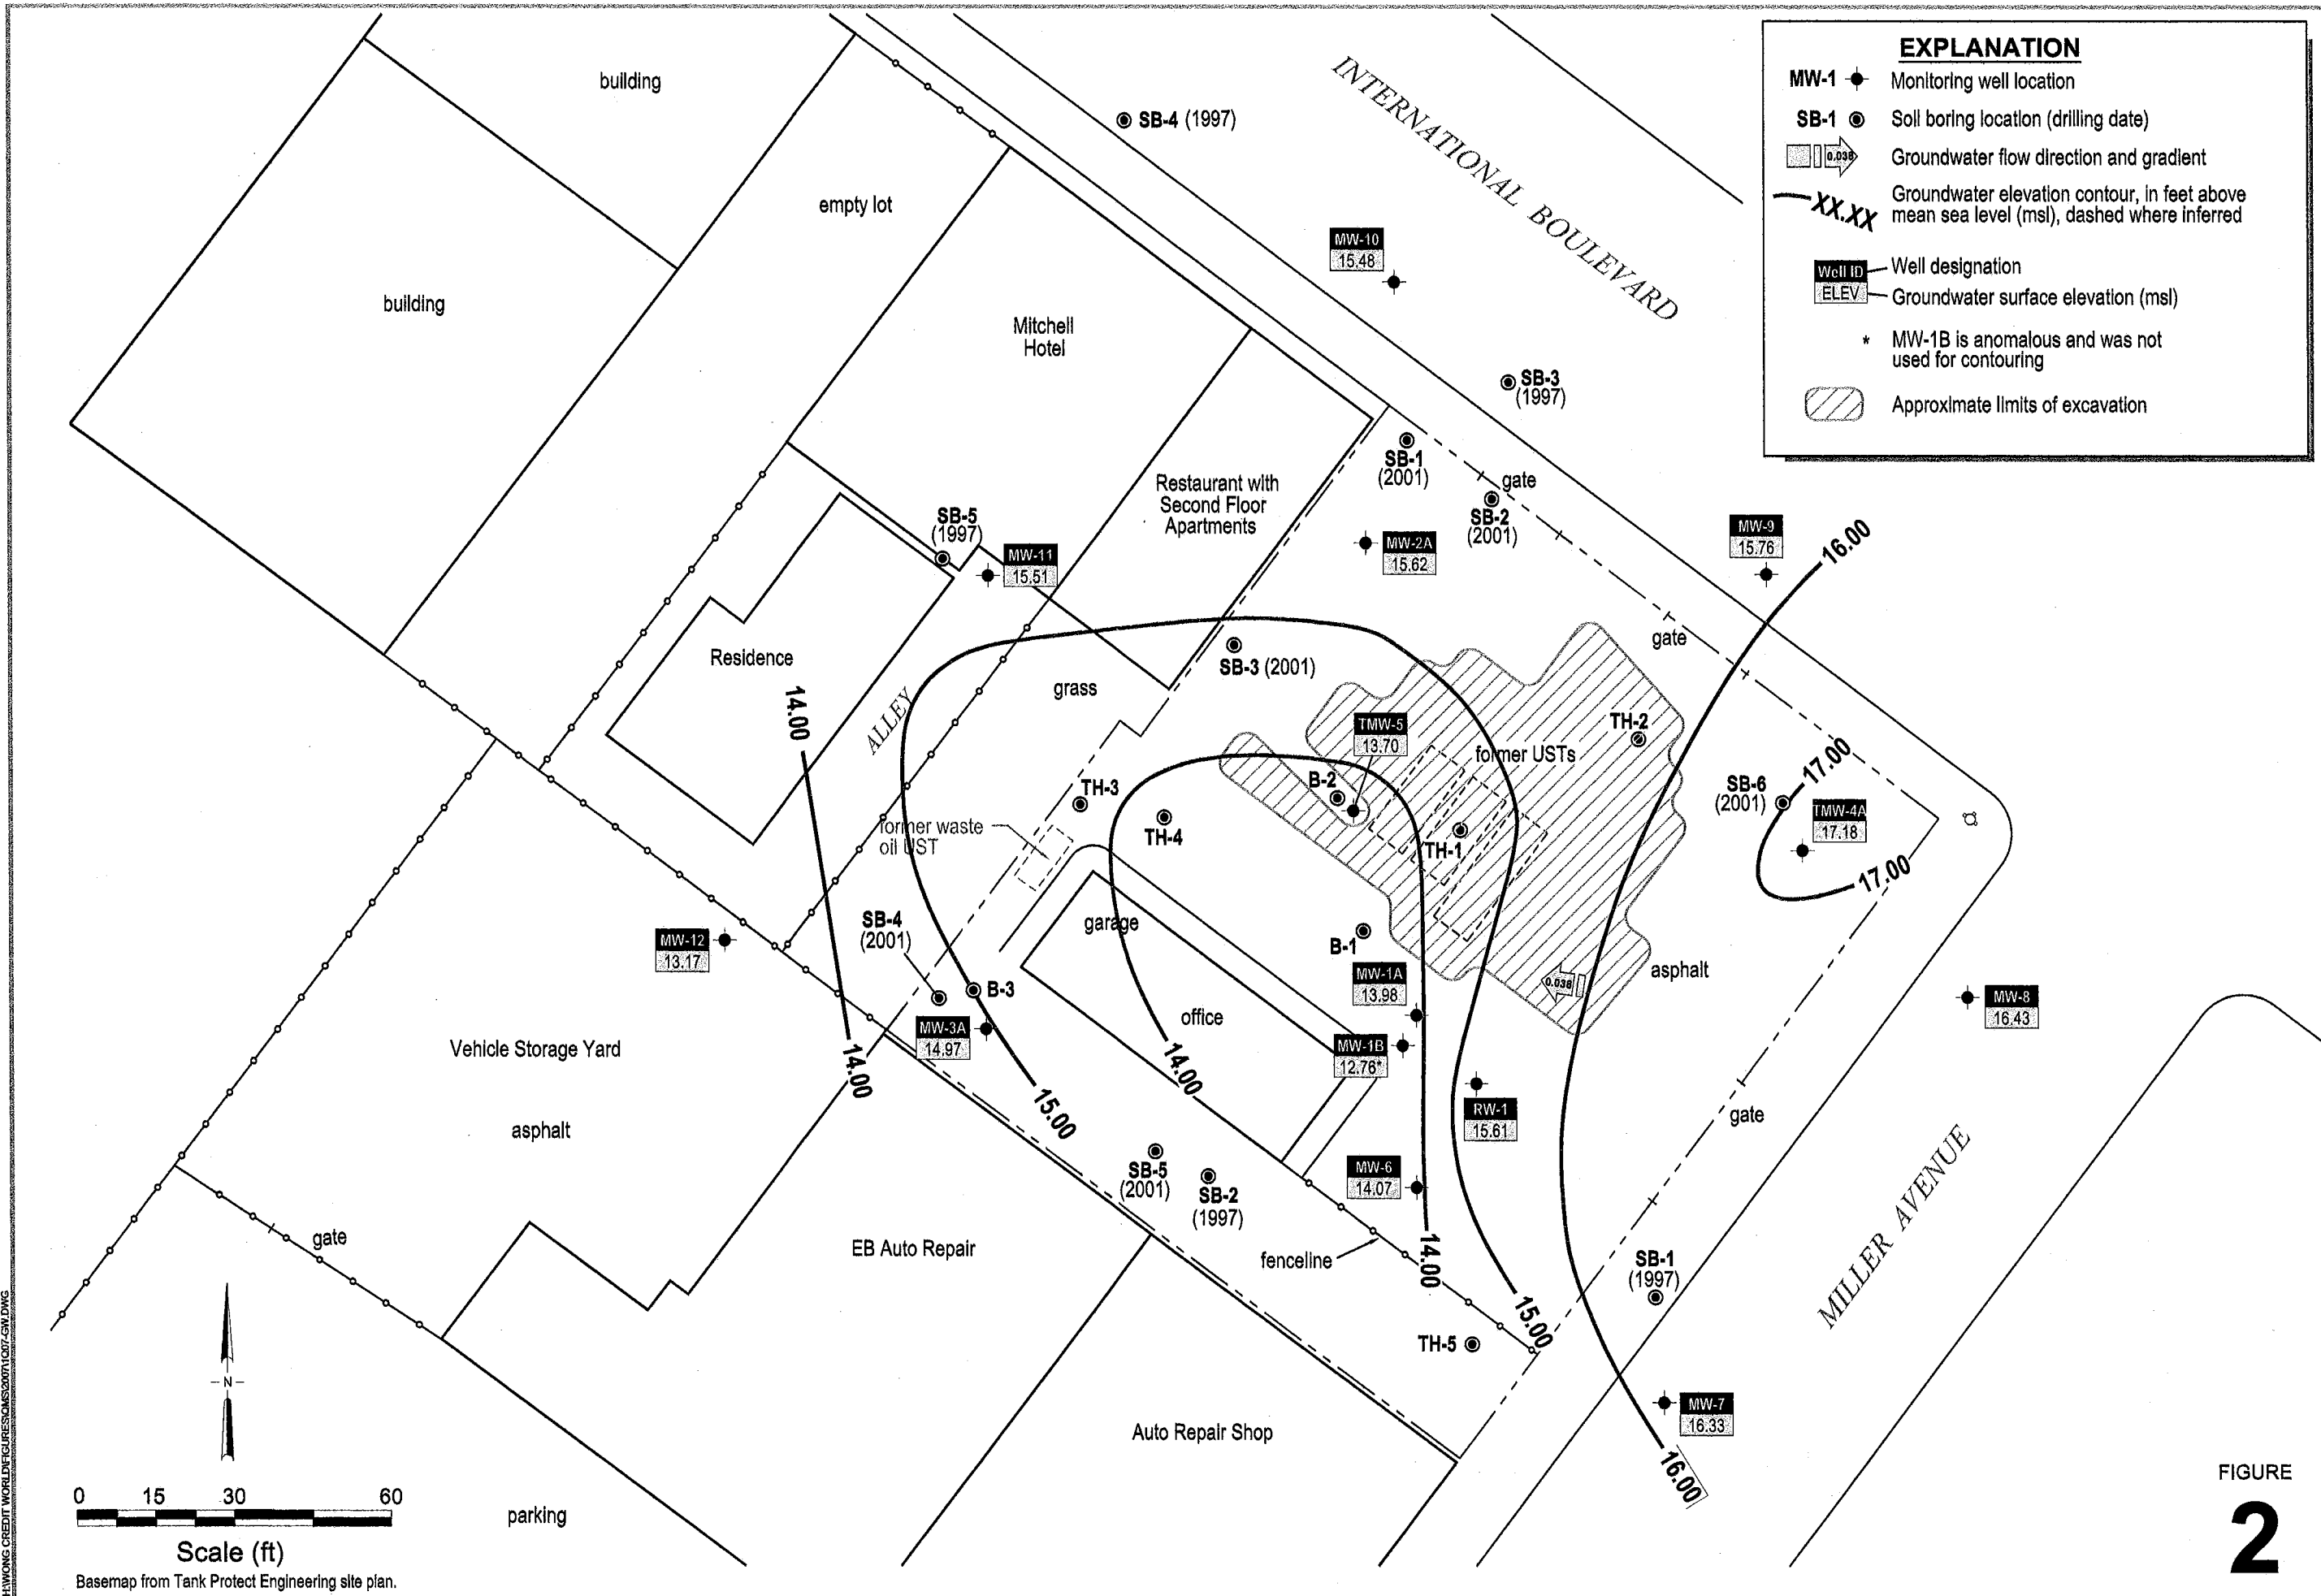 EXPLANATION
MW-1 Monitoring well location
SB-1 Soil boring location (drilling date)
0.038 Groundwater flow direction and gradient
XX.XX Groundwater elevation contour, in feet above
mean sea level (msl), dashed where inferred
Well ID Well designation
ELEV Groundwater surface elevation (msl)
* MW-1B is anomalous and was not
used for contouring
Approximate limits of excavation
building
SB-4 (1997)
INTERNATIONAL BOULEVARD
empty lot
MW-10
15.48
building
Mitchell
Hotel
SB-3
(1997)
SB-1
(2001)
gate
SB-2
(2001)
Restaurant with
Second Floor
Apartments
SB-5
(1997)
MW-11
15.51
MW-2A
15.62
MW-9
15.76
16.00
gate
Residence
SB-3 (2001)
grass
14.00
ALLEY
TMW-5
13.70
TH-2
former USTs
17.00
SB-6
(2001)
TMW-4A
17.18
17.00
B-2
TH-3
TH-4
former waste
oil UST
TH-1
garage
SB-4
(2001)
B-1
MW-12
13.17
asphalt
MW-1A
13.98
0.038
B-3
MW-8
16.43
office
MW-3A
14.97
MW-1B
12.76*
Vehicle Storage Yard
14.00
14.00
15.00
RW-1
15.61
gate
asphalt
MW-6
14.07
SB-5
(2001)
SB-2
(1997)
MILLER AVENUE
gate
EB Auto Repair
fenceline
14.00
SB-1
(1997)
15.00
TH-5
N
MW-7
16.33
Auto Repair Shop
16.00
FIGURE
2
0 15 30 60
Scale (ft)
parking
Basemap from Tank Protect Engineering site plan.
H:\WONG CREDIT WORLD\FIGURES\QMS\2007\1Q07-GW.DWG